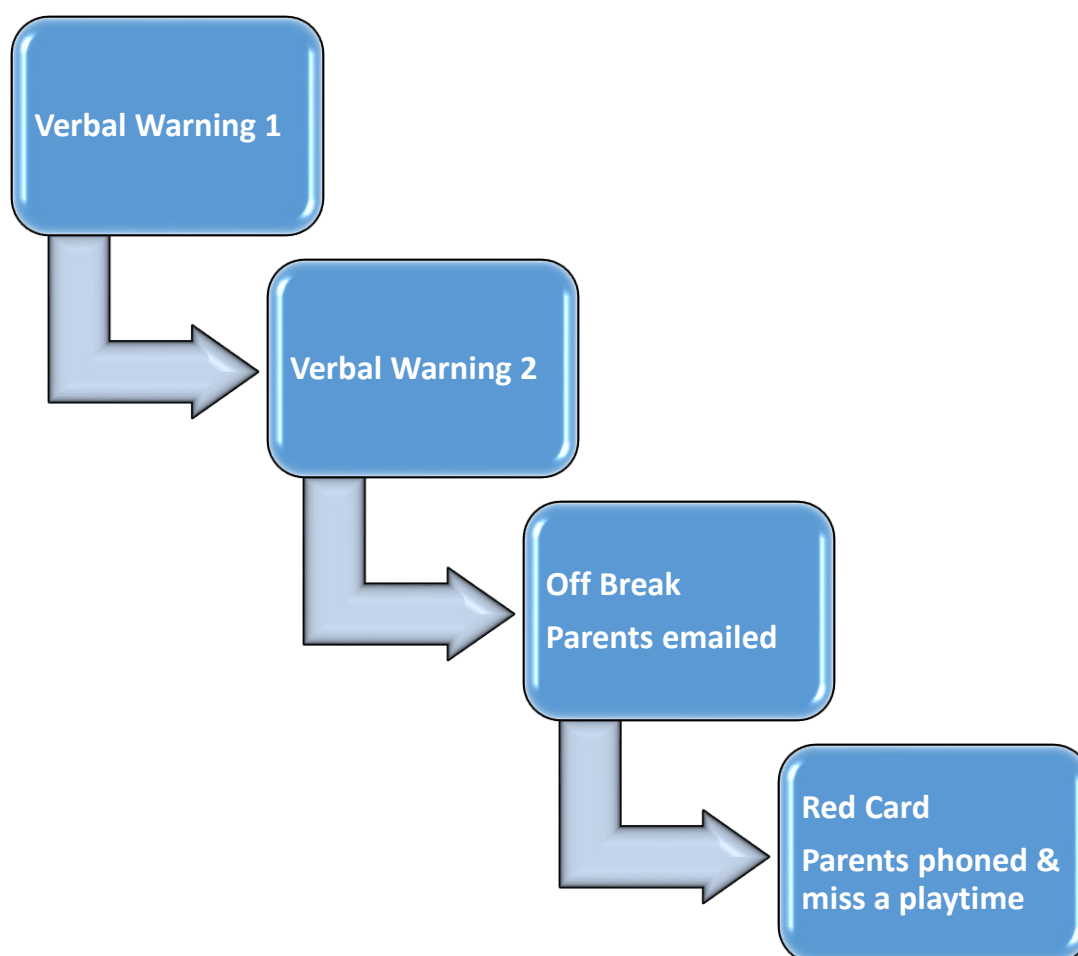 Verbal Warning 1
Verbal Warning 2
Off Break
Parents emailed
Red Card
Parents phoned &
miss a playtime